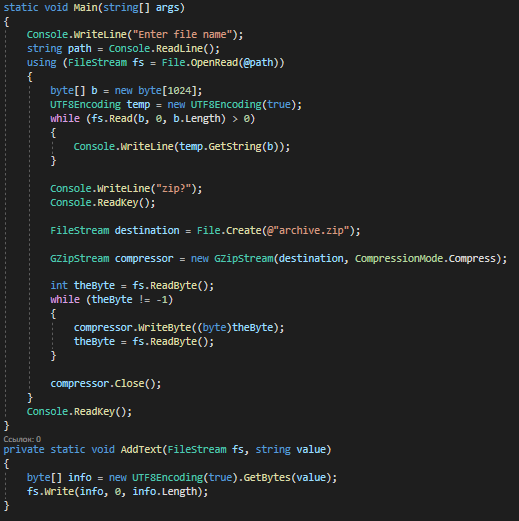 static void Main(string[] args)
{
Console.WriteLine("Enter file name");
string path = Console.ReadLine();
using (FileStream fs = File.OpenRead(@path))
{
byte[] b = new byte[1024];
UTF8Encoding temp = new UTF8Encoding(true);
while (fs.Read(b, 0, b.Length) > 0)
{
Console.WriteLine(temp.GetString(b));
}
Console.WriteLine("zip?");
Console.ReadKey();
FileStream destination = File.Create(@"archive.zip");
GZipStream compressor = new GZipStream(destination, CompressionMode.Compress);
int theByte = fs.ReadByte();
while (theByte != -1)
{
compressor.WriteByte((byte)theByte);
theByte = fs.ReadByte();
}
compressor.Close();
}
Console.ReadKey();
}
Ссылок: 0
private static void AddText(FileStream fs, string value)
{
byte[] info = new UTF8Encoding(true).GetBytes(value);
fs.Write(info, 0, info.Length);
}